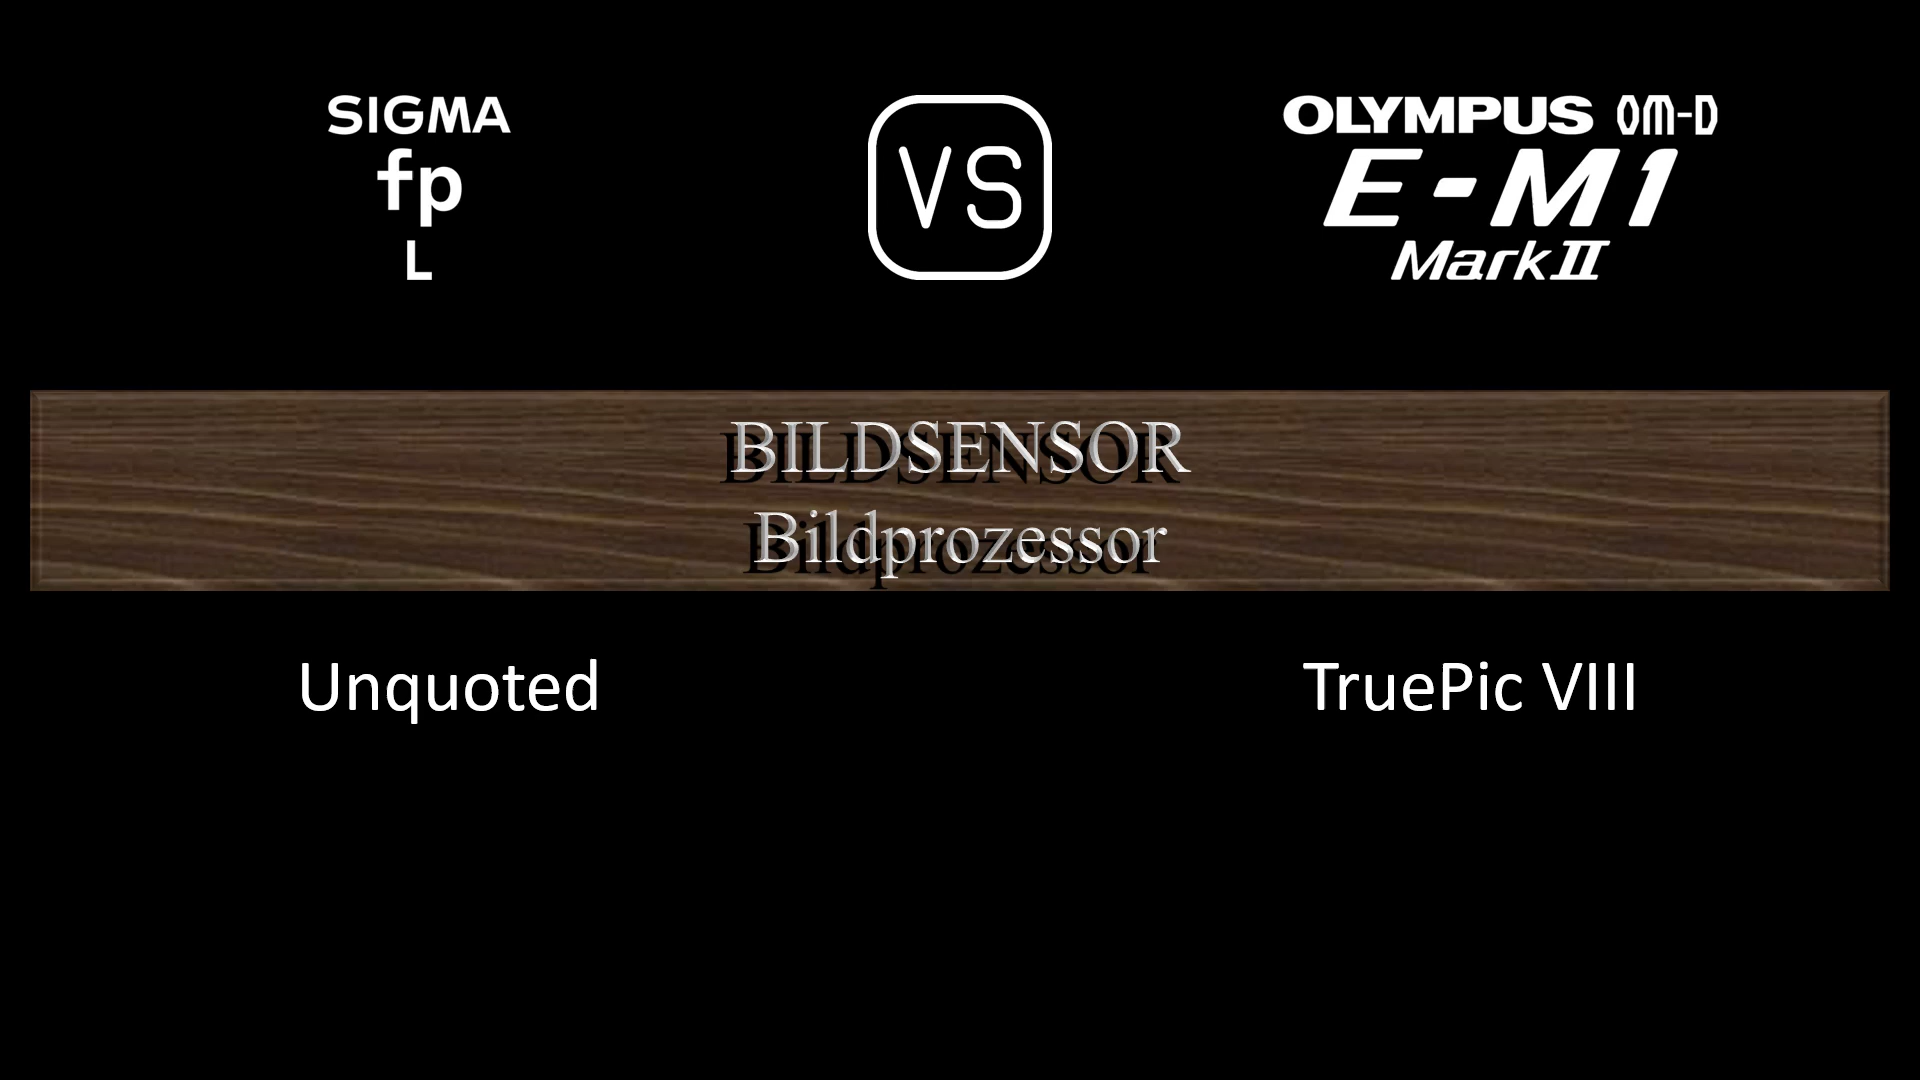 SIGMA
fp
L
VS
OLYMPUS OM-D
E-M1
Mark II
BILDSENSOR
Bildprozessor
Unquoted
TruePic VIII